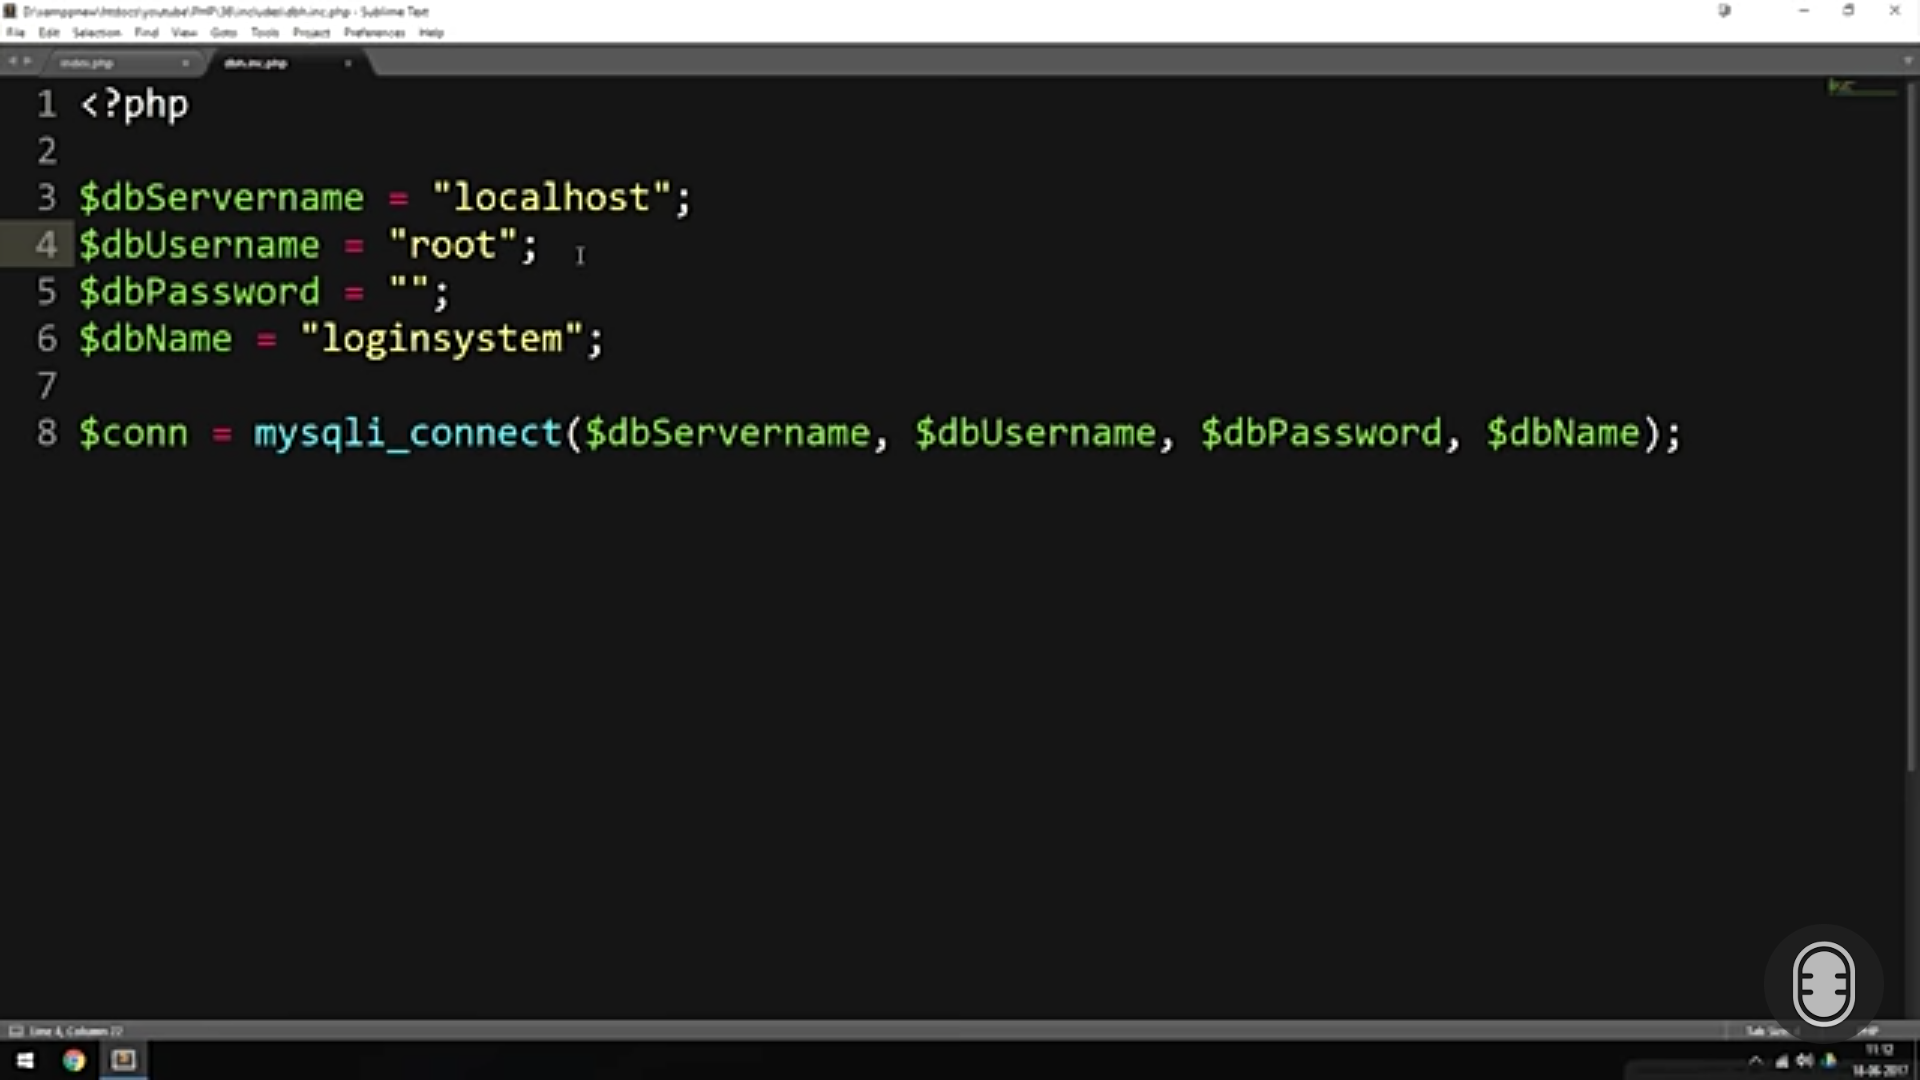 D:\xamppnew\htdocs\youtube\PHP\36\includes\dbh.inc.php - Sublime Text
File Edit Selection Find View Goto Tools Project Preferences Help
index.php × dbh.inc.php ×
1 <?php
2
3 $dbServername = "localhost";
4 $dbUsername = "root";
5 $dbPassword = "";
6 $dbName = "loginsystem";
7
8 $conn = mysqli_connect($dbServername, $dbUsername, $dbPassword, $dbName);
Line 4, Column 22
Tab Size PHP
11:12
18-06-2017